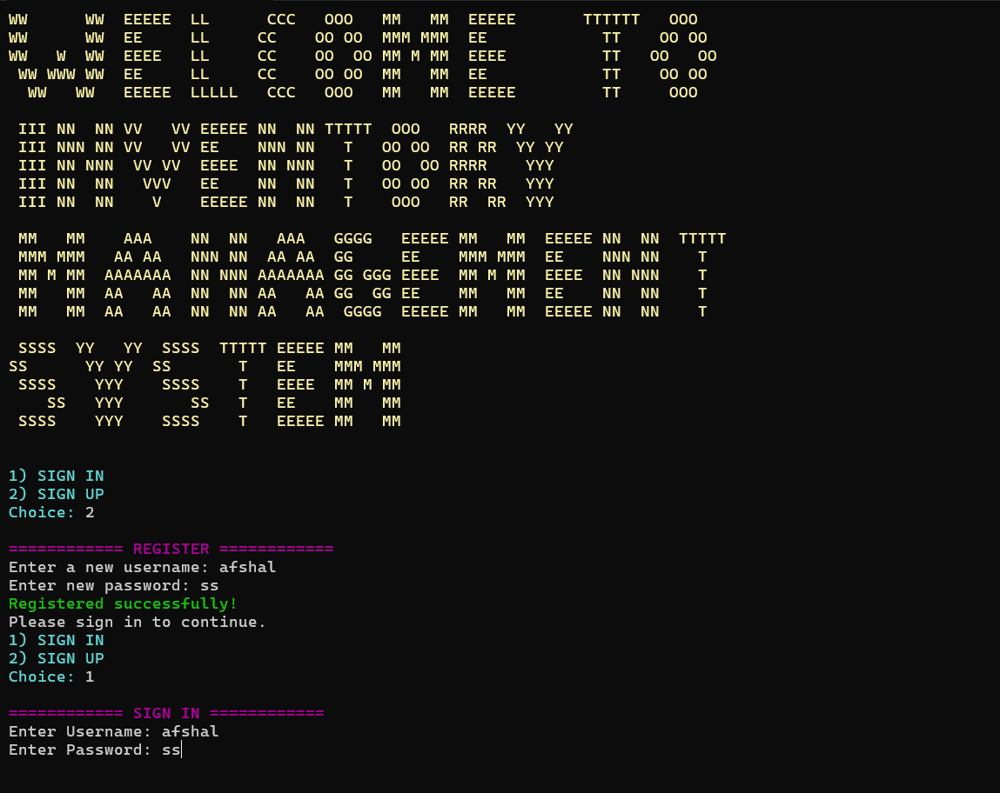 WW      WW  EEEEE  LL      CCC   OOO   MM   MM  EEEEE       TTTTTT   OOO
WW      WW  EE     LL     CC    OO OO  MMM MMM  EE            TT    OO OO
WW   W  WW  EEEE   LL     CC    OO  OO MM M MM  EEEE          TT   OO   OO
 WW WWW WW  EE     LL     CC    OO OO  MM   MM  EE            TT    OO OO
  WW   WW   EEEEE  LLLLL   CCC   OOO   MM   MM  EEEEE         TT     OOO

 III NN  NN VV   VV EEEEE NN  NN TTTTT  OOO   RRRR  YY   YY
 III NNN NN VV   VV EE    NNN NN   T   OO OO  RR RR  YY YY
 III NN NNN  VV VV  EEEE  NN NNN   T   OO  OO RRRR    YYY
 III NN  NN   VVV   EE    NN  NN   T   OO OO  RR RR   YYY
 III NN  NN    V    EEEEE NN  NN   T    OOO   RR  RR  YYY

 MM   MM    AAA    NN  NN   AAA   GGGG   EEEEE MM   MM  EEEEE NN  NN  TTTTT
 MMM MMM   AA AA   NNN NN  AA AA  GG     EE    MMM MMM  EE    NNN NN    T
 MM M MM  AAAAAAA  NN NNN AAAAAAA GG GGG EEEE  MM M MM  EEEE  NN NNN    T
 MM   MM  AA   AA  NN  NN AA   AA GG  GG EE    MM   MM  EE    NN  NN    T
 MM   MM  AA   AA  NN  NN AA   AA  GGGG  EEEEE MM   MM  EEEEE NN  NN    T

 SSSS  YY   YY  SSSS  TTTTT EEEEE MM   MM
SS      YY YY  SS       T   EE    MMM MMM
 SSSS    YYY    SSSS    T   EEEE  MM M MM
    SS   YYY       SS   T   EE    MM   MM
 SSSS    YYY    SSSS    T   EEEEE MM   MM

1) SIGN IN
2) SIGN UP
Choice: 2

============ REGISTER ============
Enter a new username: afshal
Enter new password: ss
Registered successfully!
Please sign in to continue.
1) SIGN IN
2) SIGN UP
Choice: 1

============ SIGN IN ============
Enter Username: afshal
Enter Password: ss